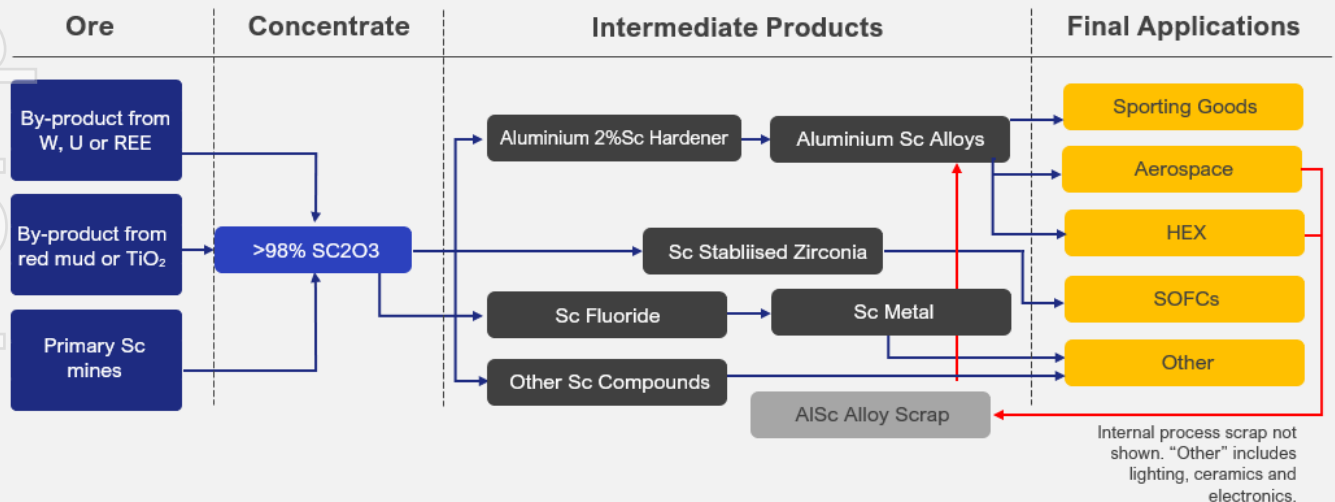 Ore
Concentrate
Intermediate Products
Final Applications
By-product from
W, U or REE
By-product from
red mud or TiO₂
Primary Sc
mines
>98% SC2O3
Aluminium 2%Sc Hardener
Aluminium Sc Alloys
Sc Stabliised Zirconia
Sc Fluoride
Sc Metal
Other Sc Compounds
AlSc Alloy Scrap
Sporting Goods
Aerospace
HEX
SOFCs
Other
Internal process scrap not
shown. “Other” includes
lighting, ceramics and
electronics.